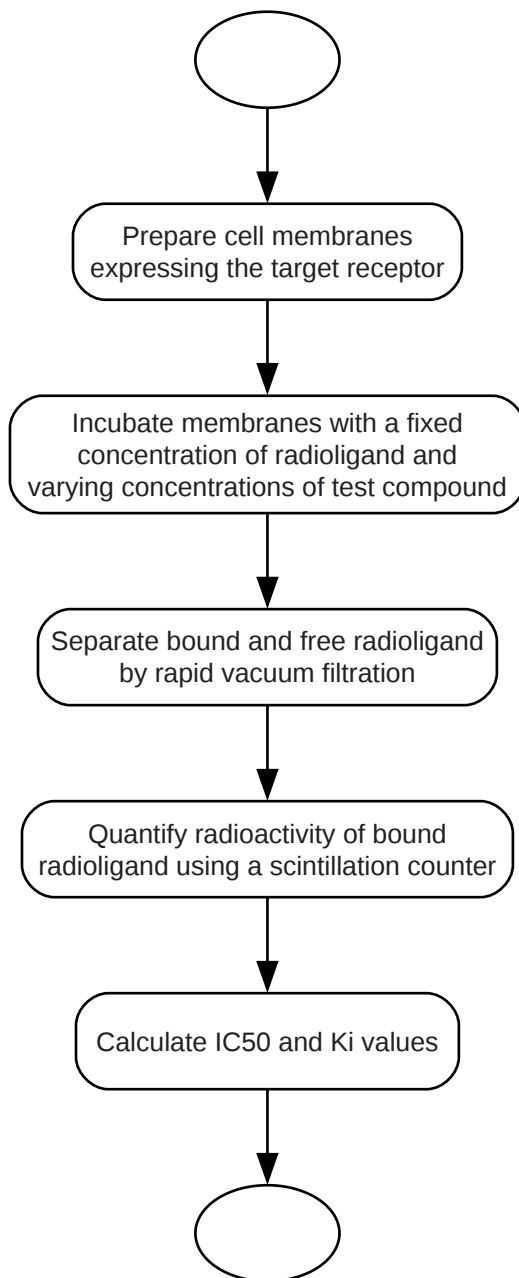 Prepare cell membranes
expressing the target receptor
Incubate membranes with a fixed
concentration of radioligand and
varying concentrations of test compound
Separate bound and free radioligand
by rapid vacuum filtration
Quantify radioactivity of bound
radioligand using a scintillation counter
Calculate IC50 and Ki values